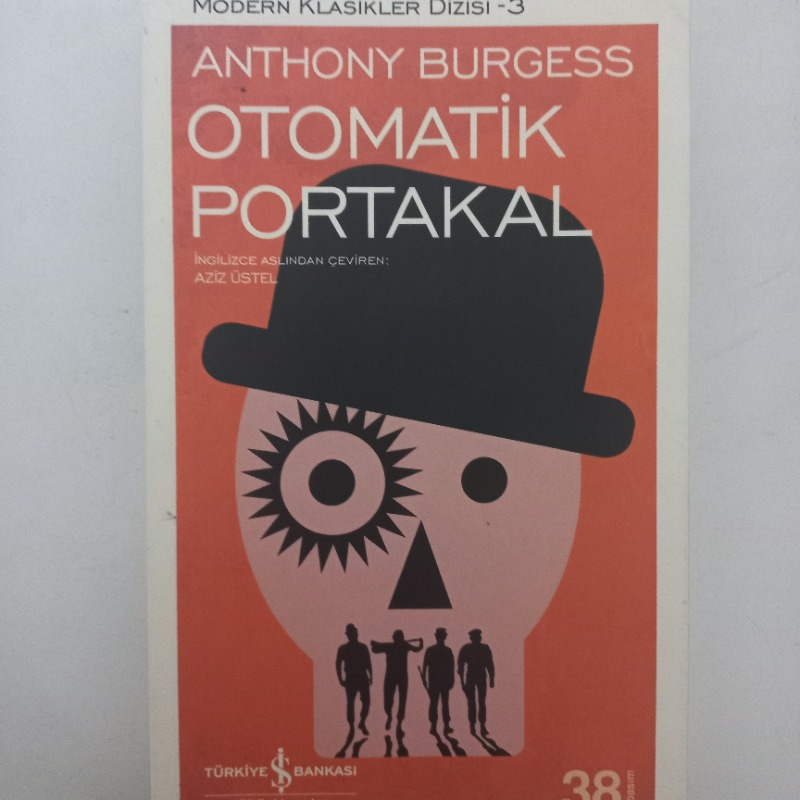 MODERN KLASİKLER DİZİSİ -3
ANTHONY BURGESS
OTOMATİK
PORTAKAL
İNGİLİZCE ASLINDAN ÇEVİREN:
AZİZ ÜSTEL
TÜRKİYE İŞ BANKASI
38